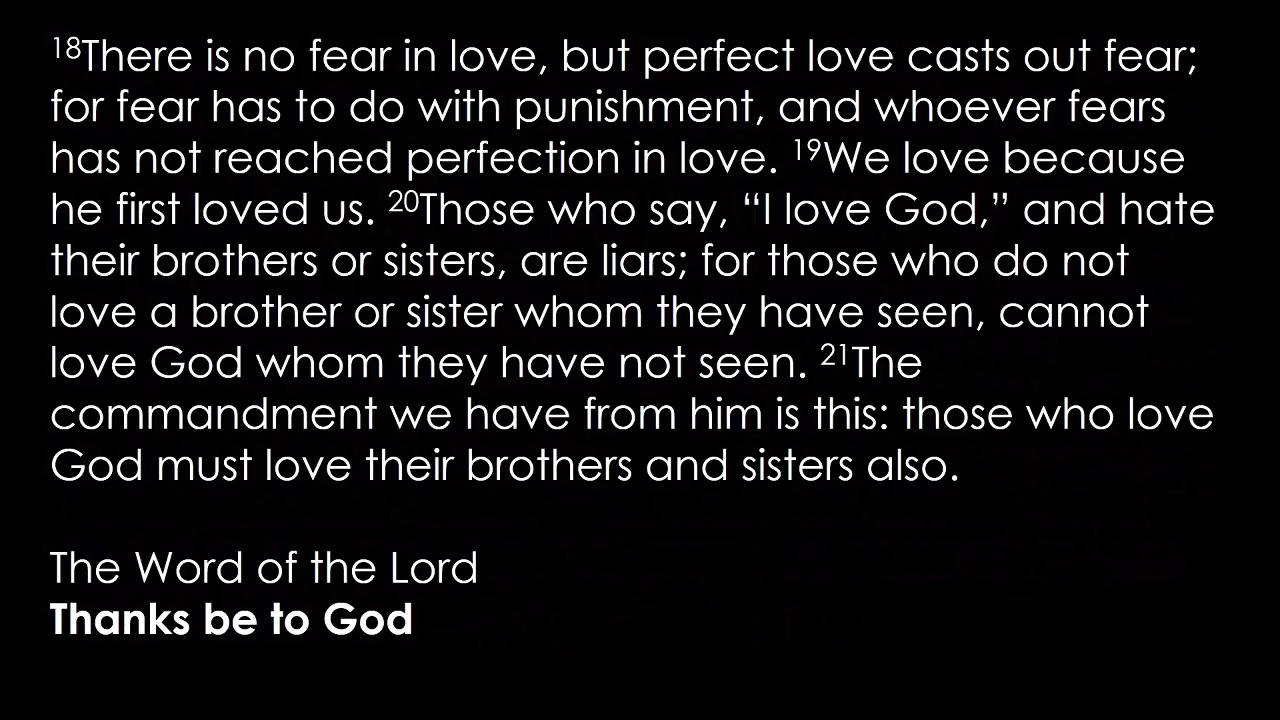 18There is no fear in love, but perfect love casts out fear;
for fear has to do with punishment, and whoever fears
has not reached perfection in love. 19We love because
he first loved us. 20Those who say, “I love God,” and hate
their brothers or sisters, are liars; for those who do not
love a brother or sister whom they have seen, cannot
love God whom they have not seen. 21The
commandment we have from him is this: those who love
God must love their brothers and sisters also.
The Word of the Lord
Thanks be to God